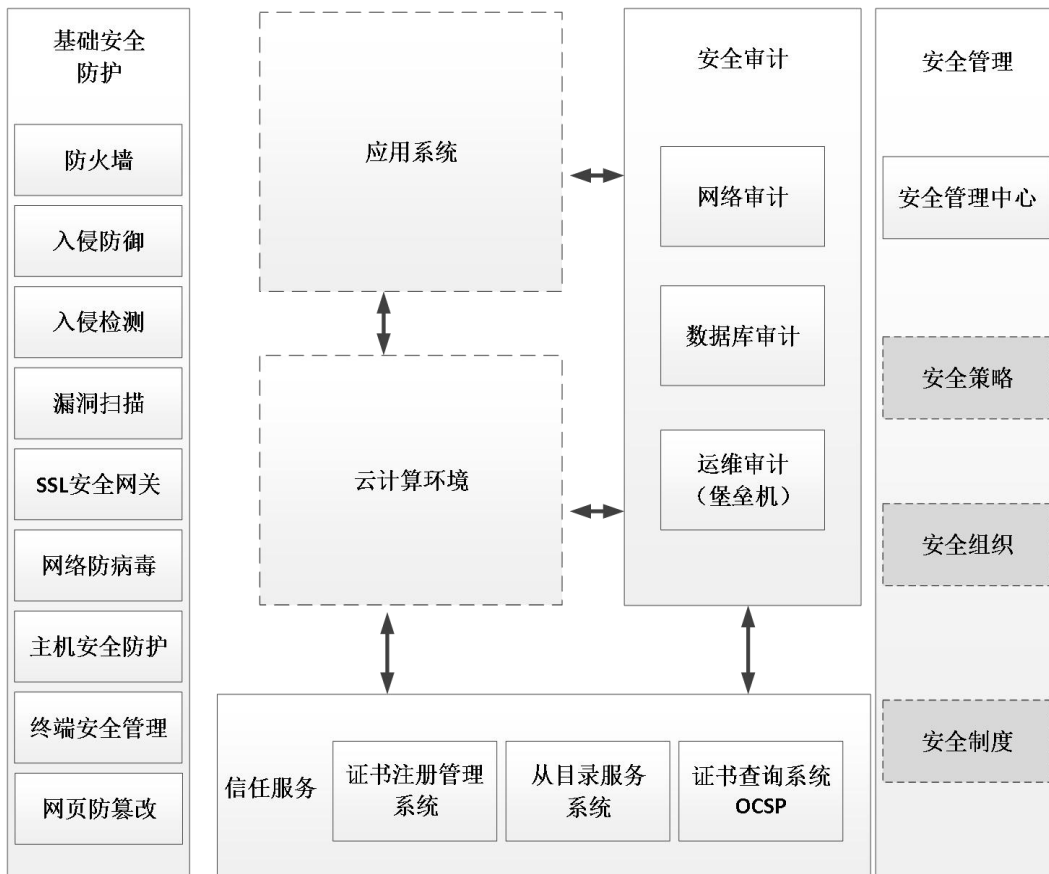 基础安全
防护
防火墙
入侵防御
入侵检测
漏洞扫描
SSL安全网关
网络防病毒
主机安全防护
终端安全管理
网页防篡改
应用系统
云计算环境
安全审计
网络审计
数据库审计
运维审计
（堡垒机）
安全管理
安全管理中心
安全策略
安全组织
安全制度
信任服务
证书注册管理
系统
从目录服务
系统
证书查询系统
OCSP